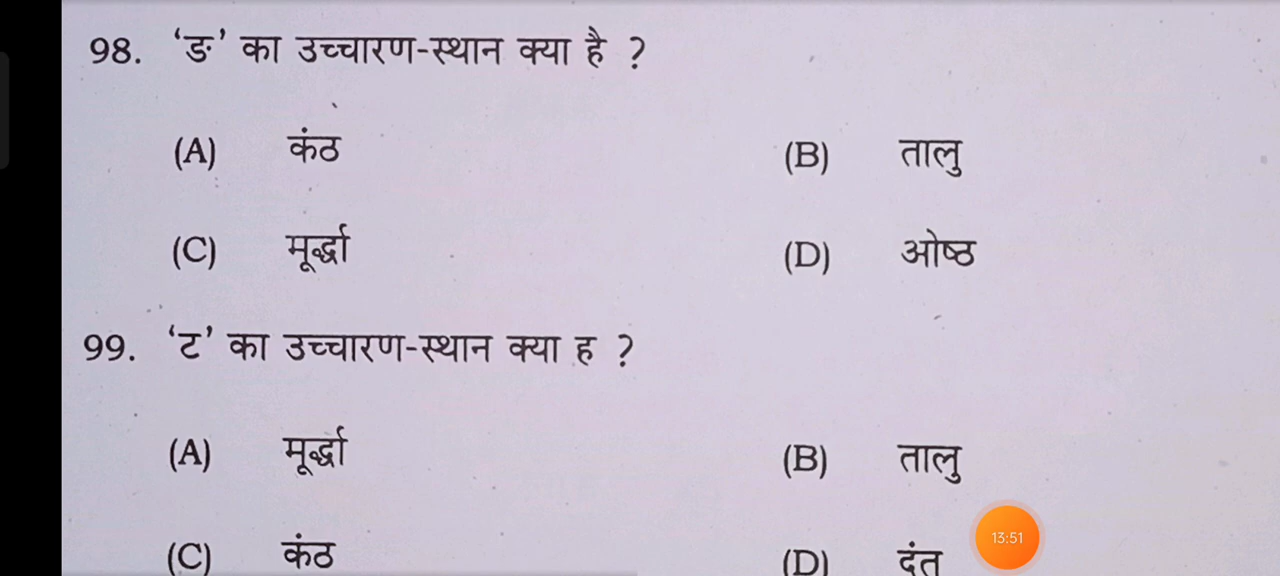 98. ‘ङ’ का उच्चारण-स्थान क्या है ?
(A) कंठ (B) तालु
(C) मूर्द्धा (D) ओष्ठ
99. ‘ट’ का उच्चारण-स्थान क्या ह ?
(A) मूर्द्धा (B) तालु
(C) कंठ (D) दंत
13:51